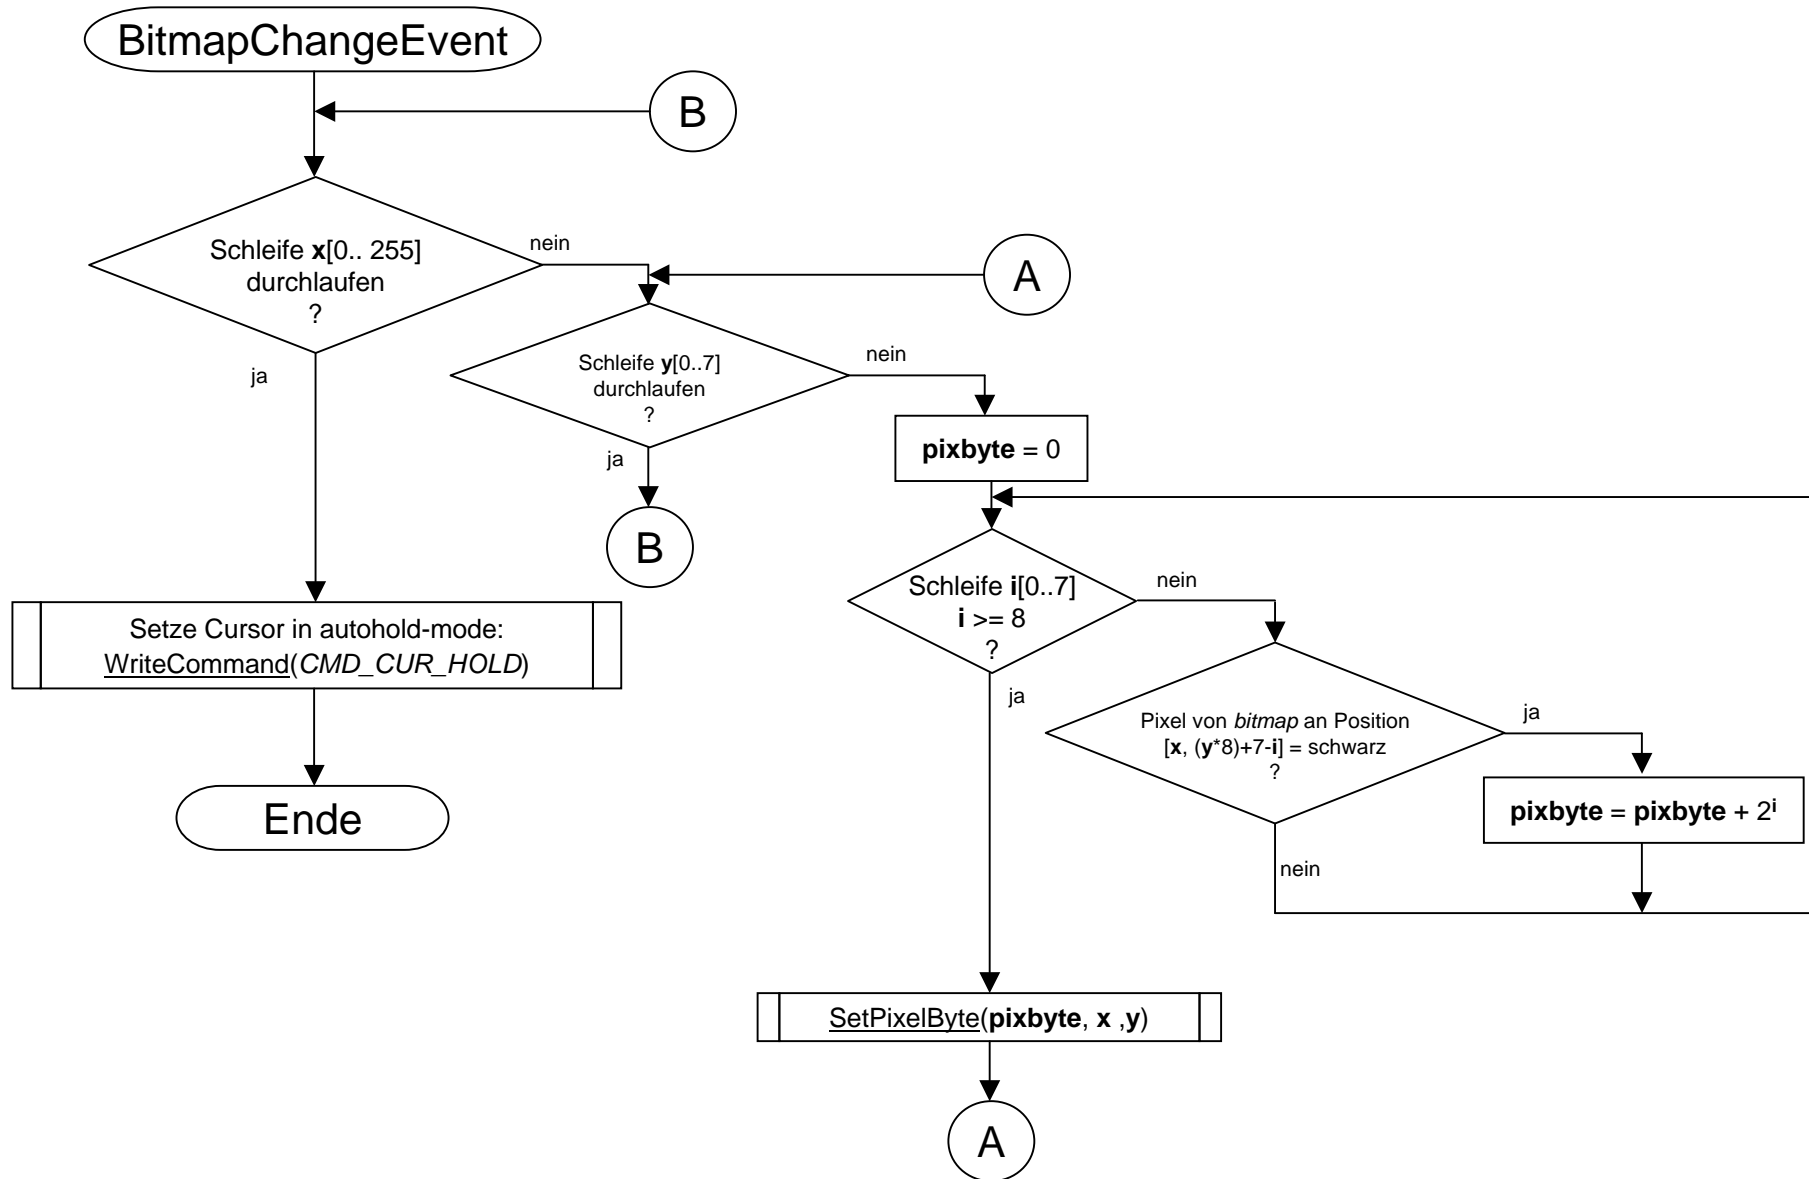 BitmapChangeEvent
B
Schleife x[0.. 255]
durchlaufen
?
nein
ja
A
Schleife y[0..7]
durchlaufen
?
nein
ja
B
pixbyte = 0
Schleife i[0..7]
i >= 8
?
nein
ja
Pixel von bitmap an Position
[x, (y*8)+7-i] = schwarz
?
ja
nein
pixbyte = pixbyte + 2ⁱ
Setze Cursor in autohold-mode:
WriteCommand(CMD_CUR_HOLD)
Ende
SetPixelByte(pixbyte, x ,y)
A